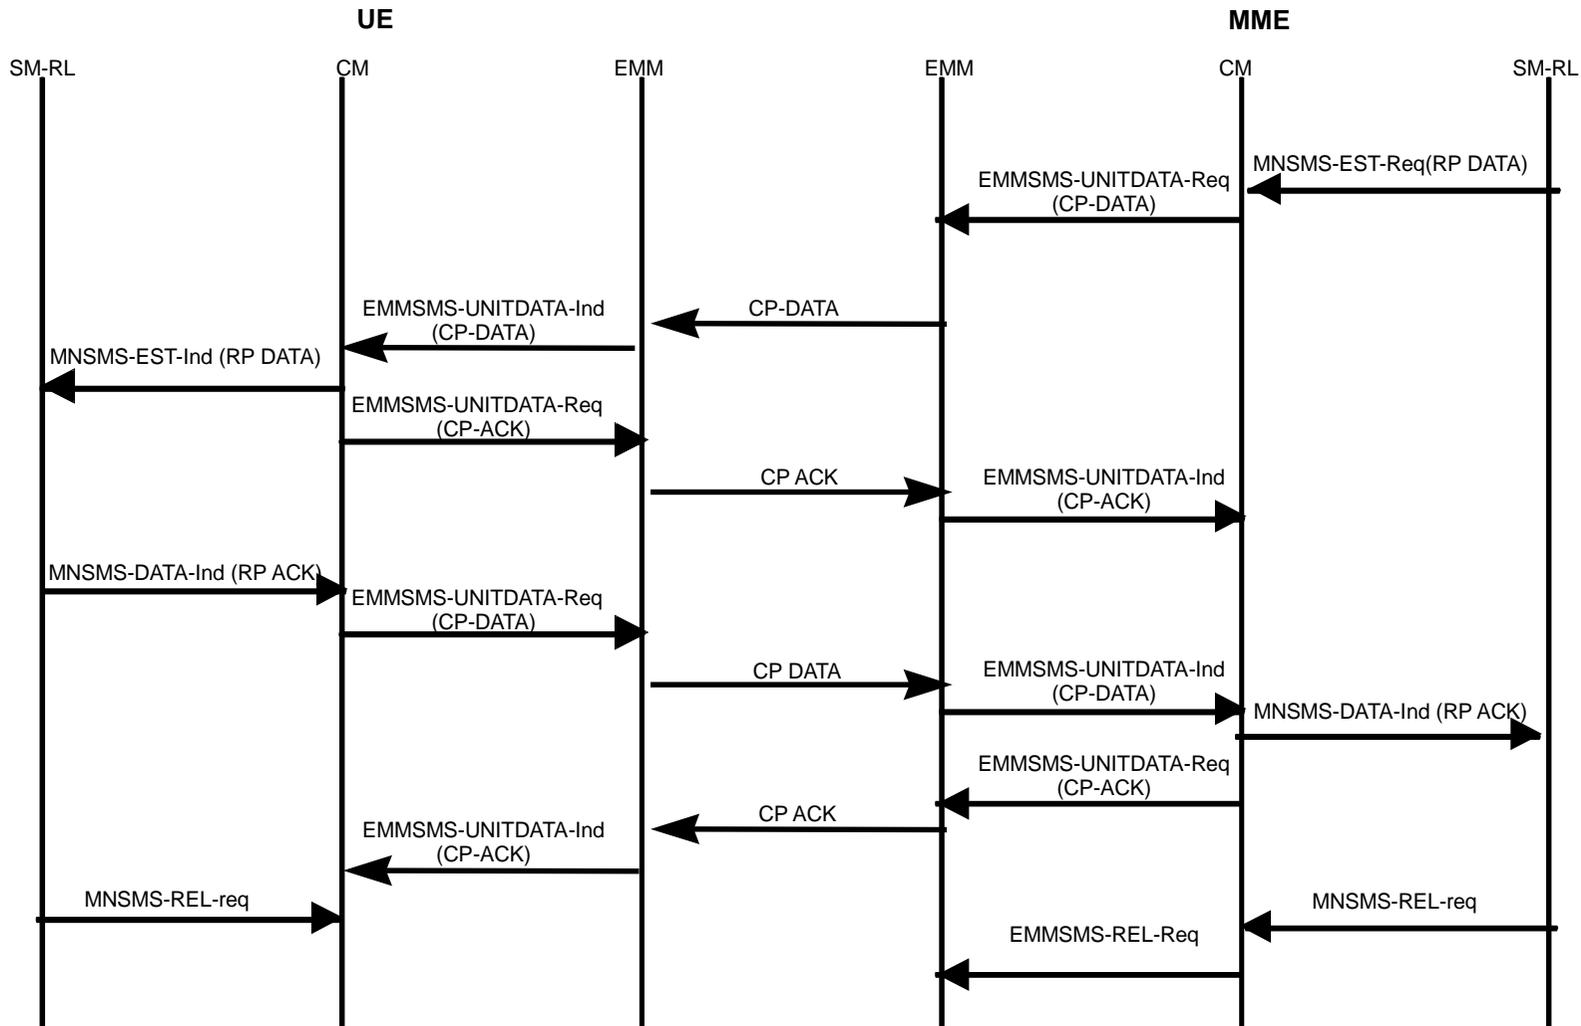 UE
MME
SM-RL
CM
EMM
EMM
CM
SM-RL
MNSMS-EST-Req(RP DATA)
EMMSMS-UNITDATA-Req
(CP-DATA)
CP-DATA
EMMSMS-UNITDATA-Ind
(CP-DATA)
MNSMS-EST-Ind (RP DATA)
EMMSMS-UNITDATA-Req
(CP-ACK)
CP ACK
EMMSMS-UNITDATA-Ind
(CP-ACK)
MNSMS-DATA-Ind (RP ACK)
EMMSMS-UNITDATA-Req
(CP-DATA)
CP DATA
EMMSMS-UNITDATA-Ind
(CP-DATA)
MNSMS-DATA-Ind (RP ACK)
EMMSMS-UNITDATA-Req
(CP-ACK)
CP ACK
EMMSMS-UNITDATA-Ind
(CP-ACK)
MNSMS-REL-req
MNSMS-REL-req
EMMSMS-REL-Req